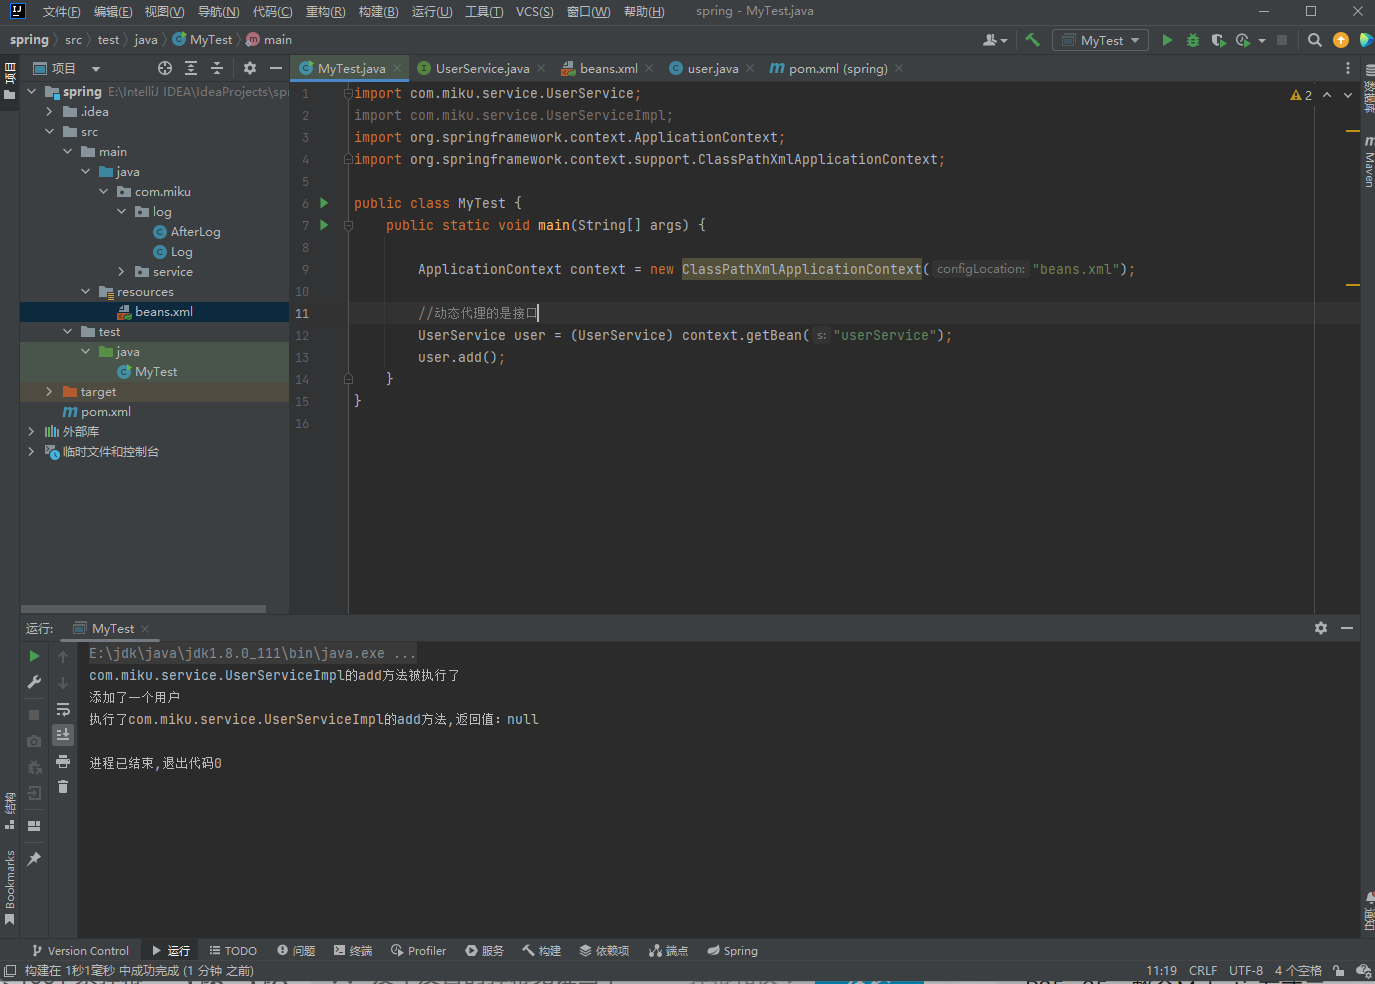 文件(F) 编辑(E) 视图(V) 导航(N) 代码(C) 重构(R) 构建(B) 运行(U) 工具(T) VCS(S) 窗口(W) 帮助(H) spring - MyTest.java
spring src test java MyTest main
MyTest
项目
项目
MyTest.java UserService.java beans.xml user.java pom.xml (spring)
spring E:\IntelliJ IDEA\IdeaProjects\spr
.idea
src
main
java
com.miku
log
AfterLog
Log
service
resources
beans.xml
test
java
MyTest
target
pom.xml
外部库
临时文件和控制台
1 import com.miku.service.UserService;
2 import com.miku.service.UserServiceImpl;
3 import org.springframework.context.ApplicationContext;
4 import org.springframework.context.support.ClassPathXmlApplicationContext;
5
6 public class MyTest {
7 public static void main(String[] args) {
8
9 ApplicationContext context = new ClassPathXmlApplicationContext( configLocation: "beans.xml");
10
11 //动态代理的是接口
12 UserService user = (UserService) context.getBean( s: "userService");
13 user.add();
14 }
15 }
16
2
数据库
Maven
通知
运行: MyTest
E:\jdk\java\jdk1.8.0_111\bin\java.exe ...
com.miku.service.UserServiceImpl的add方法被执行了
添加了一个用户
执行了com.miku.service.UserServiceImpl的add方法,返回值：null
进程已结束,退出代码0
结构
Bookmarks
Version Control 运行 TODO 问题 终端 Profiler 服务 构建 依赖项 端点 Spring
构建在 1秒1毫秒 中成功完成 (1 分钟 之前)
11:19 CRLF UTF-8 4 个空格